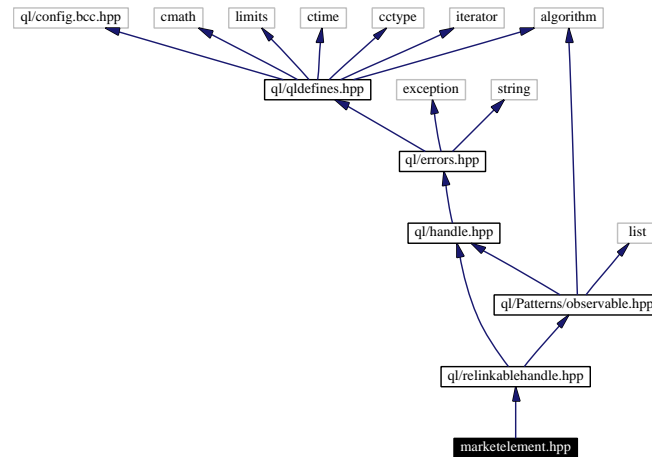 ql/config.bcc.hpp
cmath
limits
ctime
cctype
iterator
algorithm
ql/qldefines.hpp
exception
string
ql/errors.hpp
ql/handle.hpp
list
ql/Patterns/observable.hpp
ql/relinkablehandle.hpp
marketelement.hpp